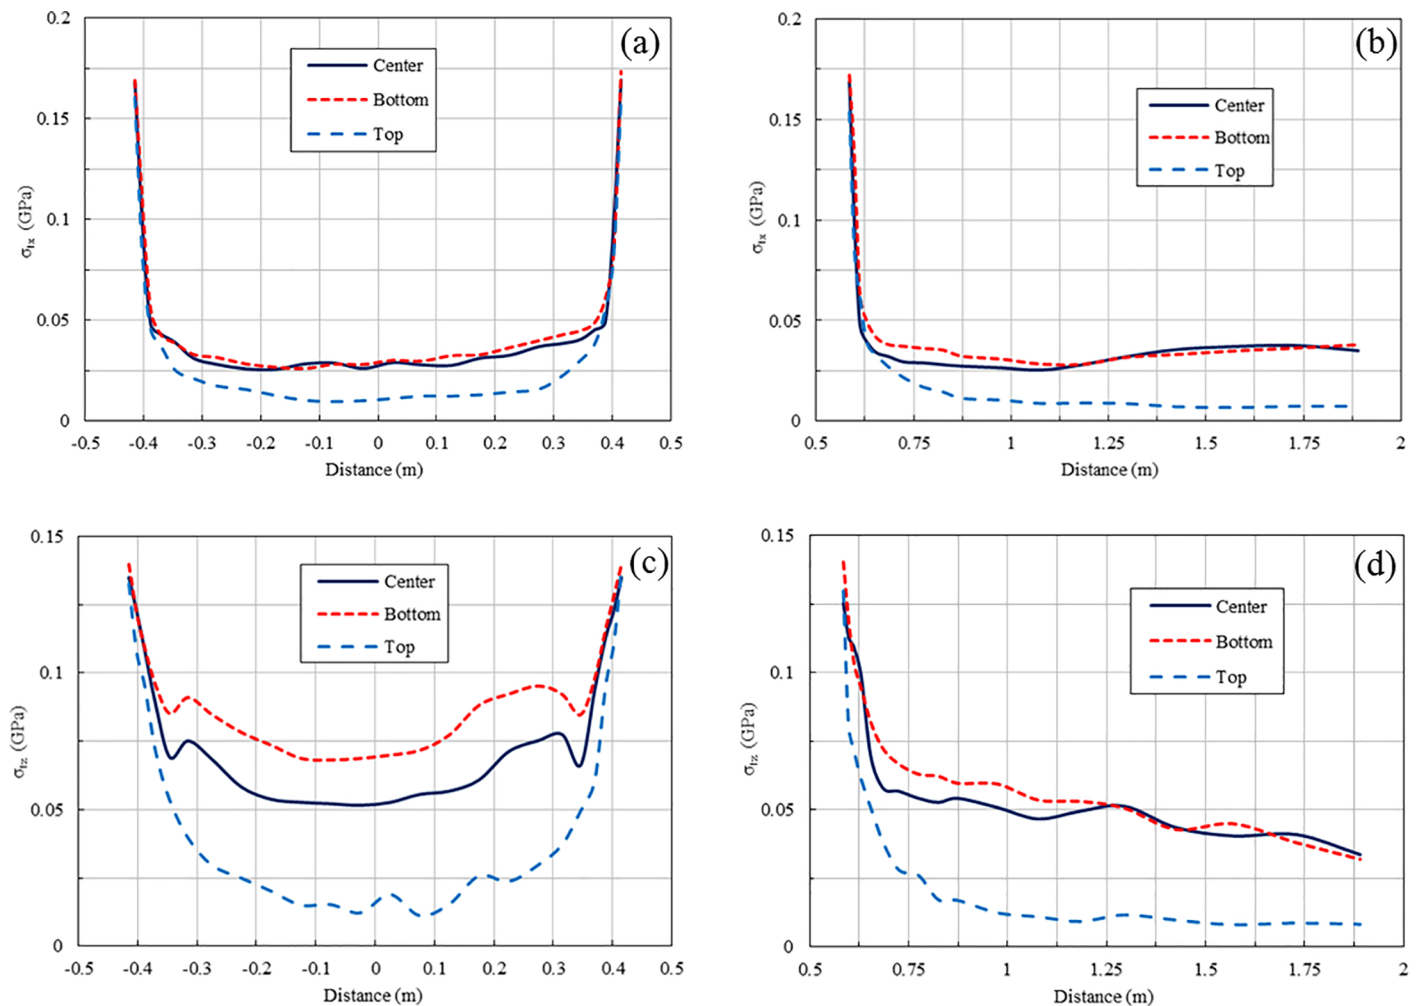 (a)
0.2
0.15
0.1
0.05
0
σtx (GPa)
Center
Bottom
Top
-0.5 -0.4 -0.3 -0.2 -0.1 0 0.1 0.2 0.3 0.4 0.5
Distance (m)
(b)
0.2
0.15
0.1
0.05
0
σtx (GPa)
Center
Bottom
Top
0.5 0.75 1 1.25 1.5 1.75 2
Distance (m)
(c)
0.15
0.1
0.05
0
σtz (GPa)
Center
Bottom
Top
-0.5 -0.4 -0.3 -0.2 -0.1 0 0.1 0.2 0.3 0.4 0.5
Distance (m)
(d)
0.15
0.1
0.05
0
σtz (GPa)
Center
Bottom
Top
0.5 0.75 1 1.25 1.5 1.75 2
Distance (m)